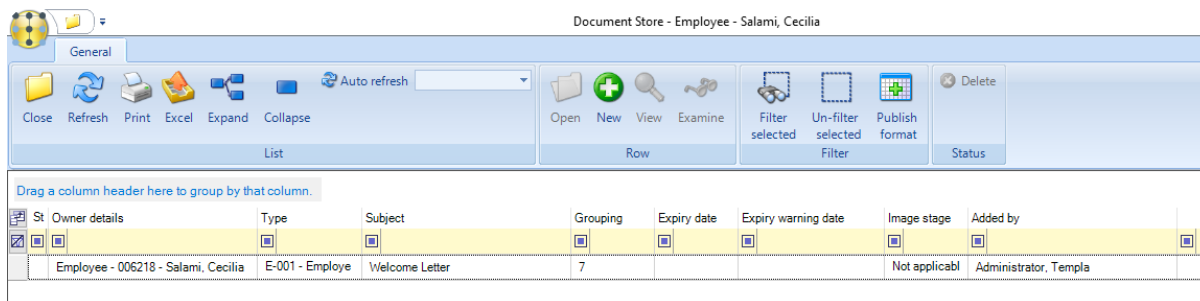 Document Store - Employee - Salami, Cecilia
General
Close Refresh Print Excel Expand Collapse Auto refresh
List
Open New View Examine
Row
Filter selected Un-filter selected Publish format
Filter
Delete
Status
Drag a column header here to group by that column.
St Owner details Type Subject Grouping Expiry date Expiry warning date Image stage Added by
Employee - 006218 - Salami, Cecilia E-001 - Employe Welcome Letter 7 Not applicabl Administrator, Templa